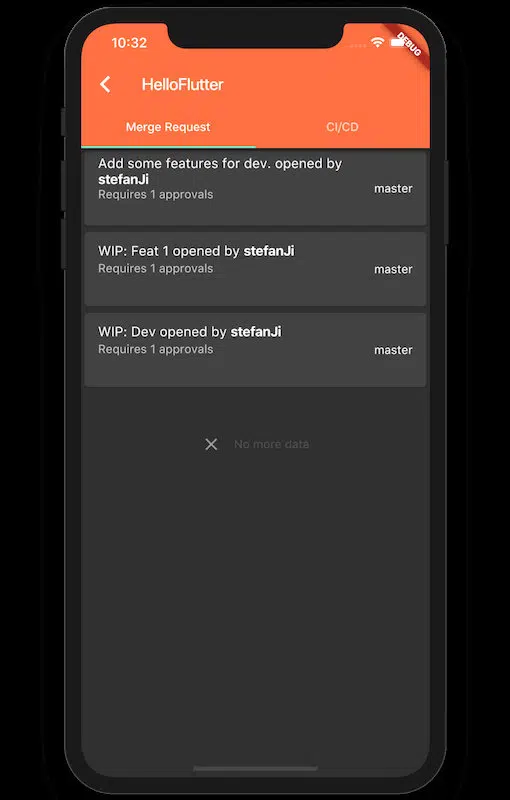 10:32
DEBUG
HelloFlutter
Merge Request
CI/CD
Add some features for dev. opened by
stefanJi
Requires 1 approvals
master
WIP: Feat 1 opened by stefanJi
Requires 1 approvals
master
WIP: Dev opened by stefanJi
Requires 1 approvals
master
No more data